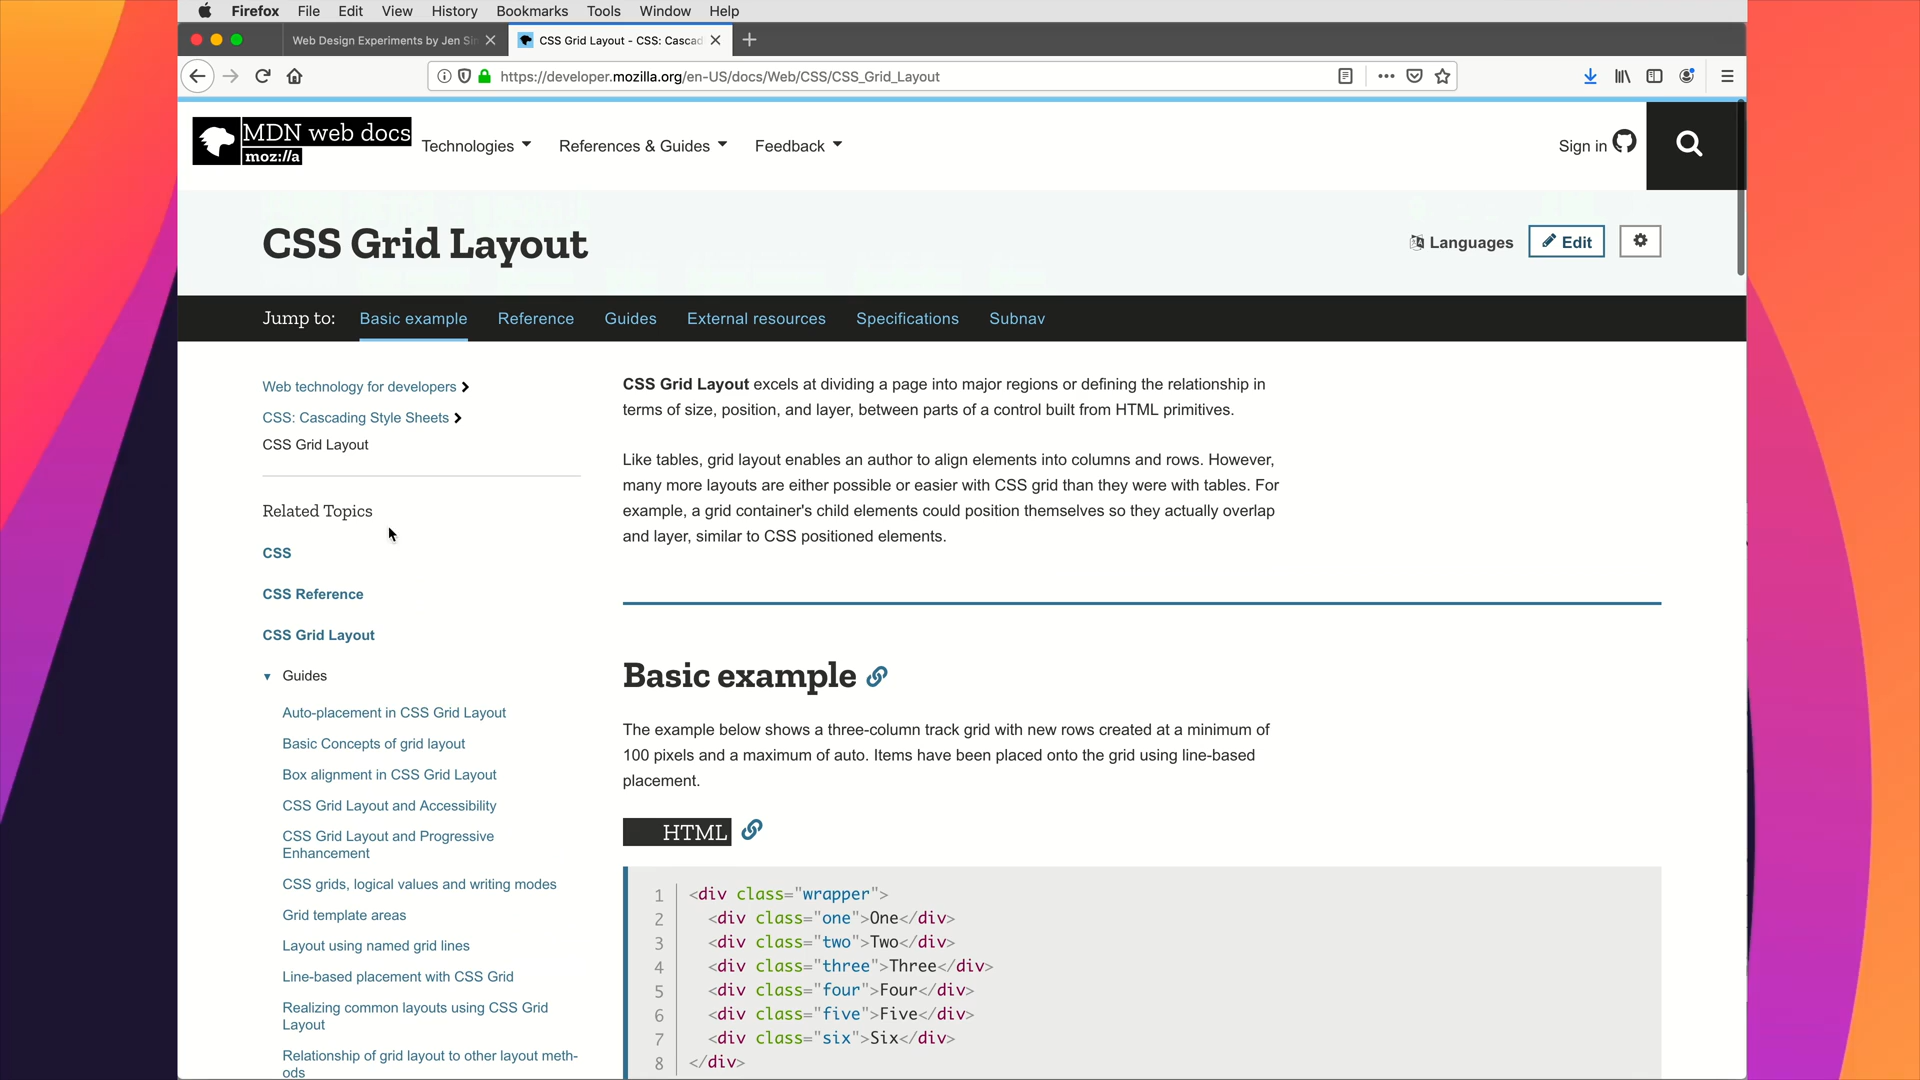 Firefox File Edit View History Bookmarks Tools Window Help
Web Design Experiments by Jen Sim
CSS Grid Layout - CSS: Cascad
https://developer.mozilla.org/en-US/docs/Web/CSS/CSS_Grid_Layout
MDN web docs
moz://a
Technologies References & Guides Feedback
Sign in
CSS Grid Layout
Languages Edit
Jump to: Basic example Reference Guides External resources Specifications Subnav
Web technology for developers
CSS: Cascading Style Sheets
CSS Grid Layout
Related Topics
CSS
CSS Reference
CSS Grid Layout
Guides
Auto-placement in CSS Grid Layout
Basic Concepts of grid layout
Box alignment in CSS Grid Layout
CSS Grid Layout and Accessibility
CSS Grid Layout and Progressive
Enhancement
CSS grids, logical values and writing modes
Grid template areas
Layout using named grid lines
Line-based placement with CSS Grid
Realizing common layouts using CSS Grid
Layout
Relationship of grid layout to other layout meth-
ods
CSS Grid Layout excels at dividing a page into major regions or defining the relationship in
terms of size, position, and layer, between parts of a control built from HTML primitives.
Like tables, grid layout enables an author to align elements into columns and rows. However,
many more layouts are either possible or easier with CSS grid than they were with tables. For
example, a grid container's child elements could position themselves so they actually overlap
and layer, similar to CSS positioned elements.
Basic example
The example below shows a three-column track grid with new rows created at a minimum of
100 pixels and a maximum of auto. Items have been placed onto the grid using line-based
placement.
HTML
1 <div class="wrapper">
2 <div class="one">One</div>
3 <div class="two">Two</div>
4 <div class="three">Three</div>
5 <div class="four">Four</div>
6 <div class="five">Five</div>
7 <div class="six">Six</div>
8 </div>